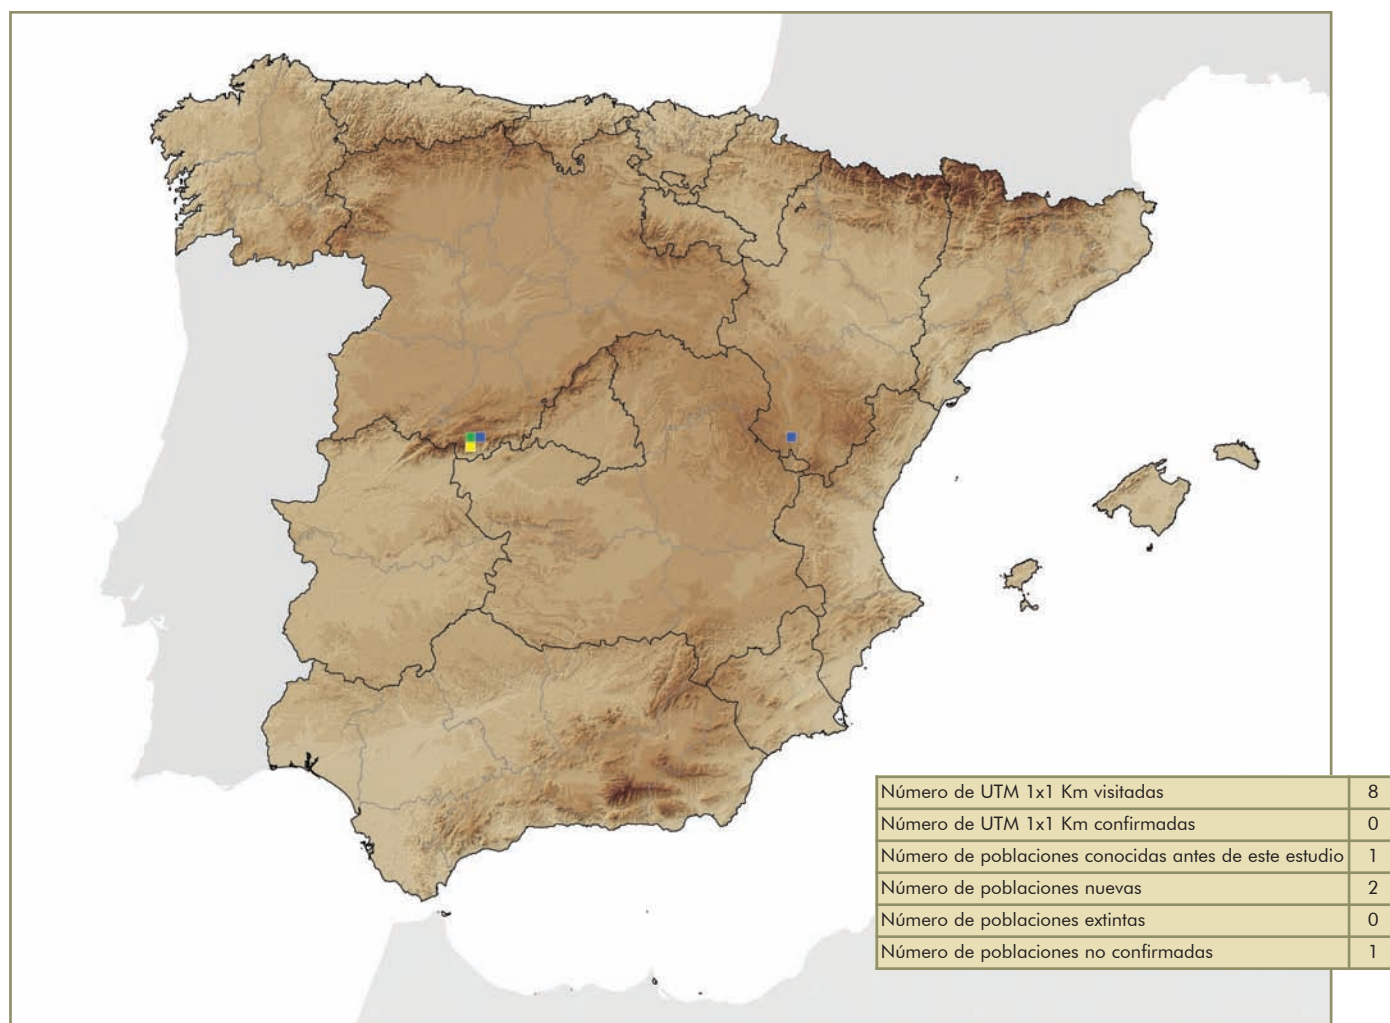 Número de UTM 1x1 Km visitadas 8
Número de UTM 1x1 Km confirmadas 0
Número de poblaciones conocidas antes de este estudio 1
Número de poblaciones nuevas 2
Número de poblaciones extintas 0
Número de poblaciones no confirmadas 1